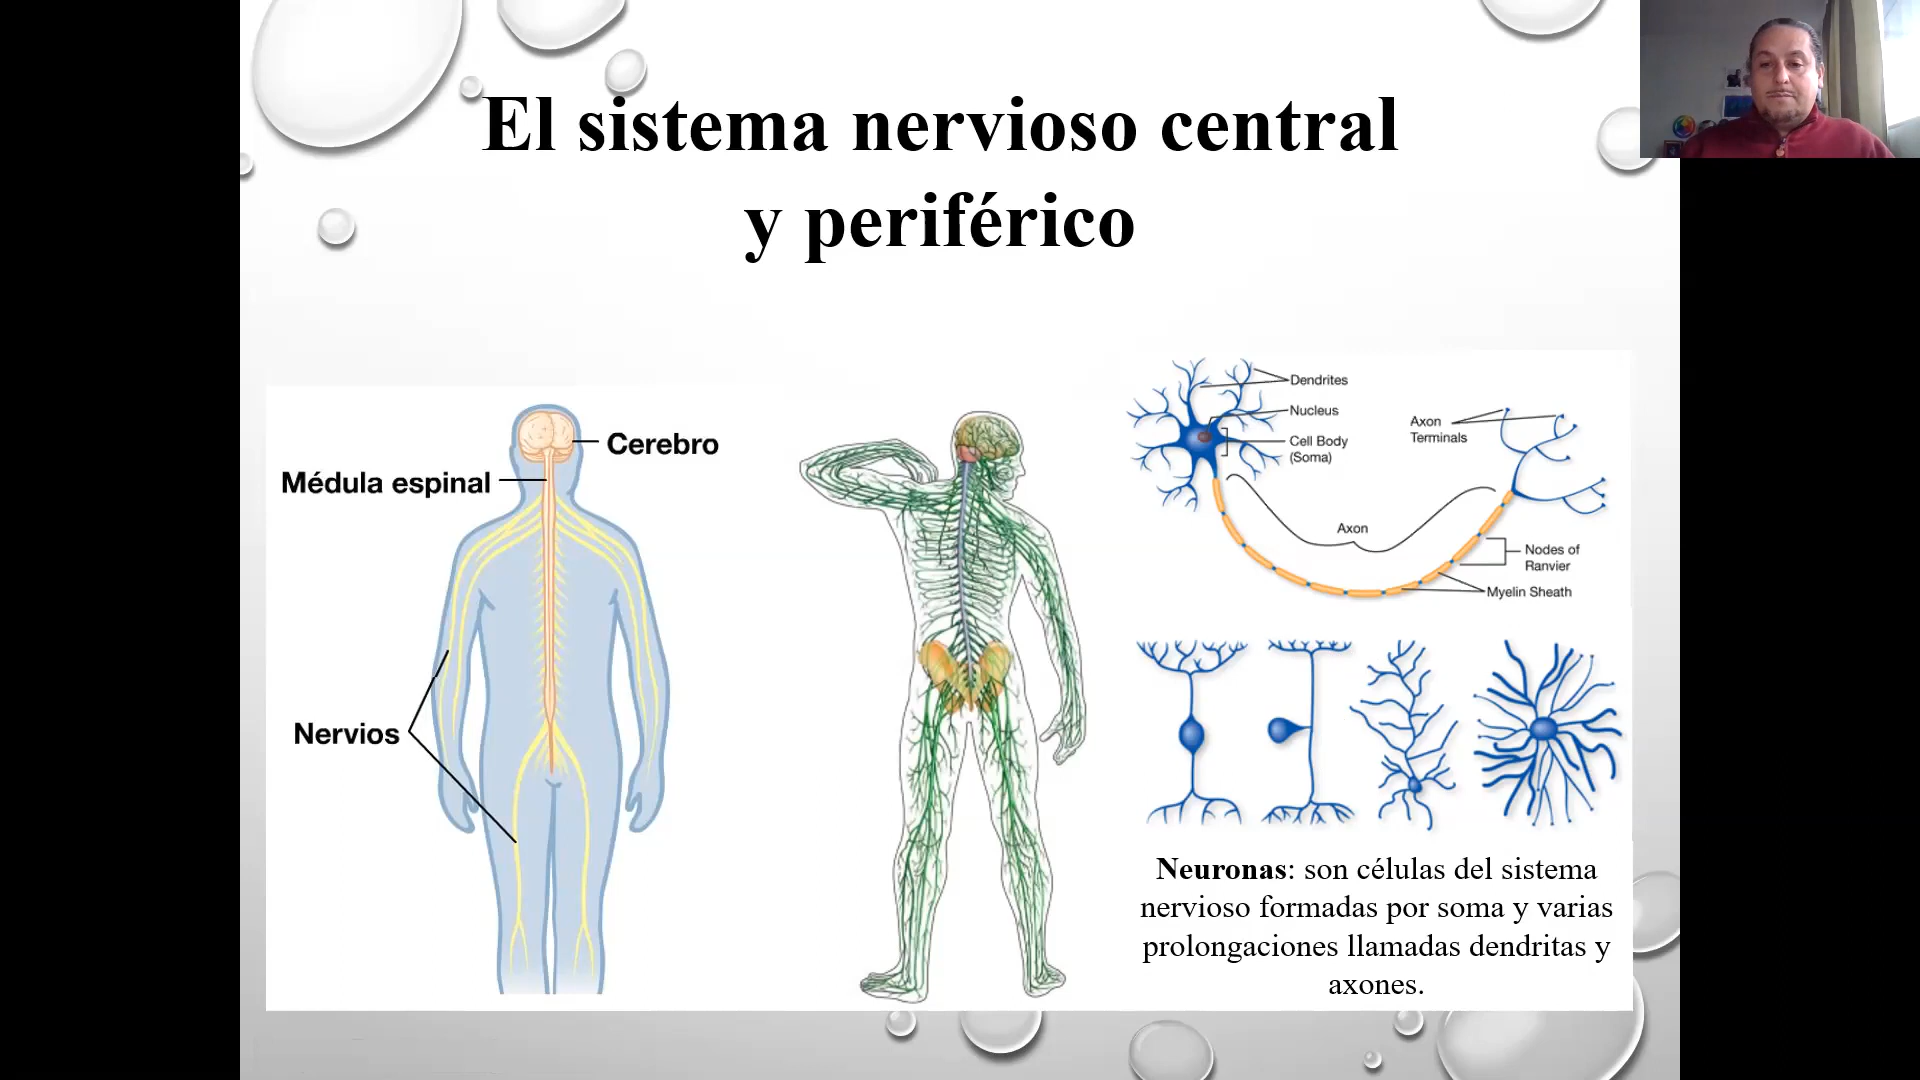 El sistema nervioso central
y periférico
Cerebro
Médula espinal
Nervios
Dendrites
Nucleus
Cell Body
(Soma)
Axon
Terminals
Axon
Nodes of
Ranvier
Myelin Sheath
Neuronas: son células del sistema
nervioso formadas por soma y varias
prolongaciones llamadas dendritas y
axones.